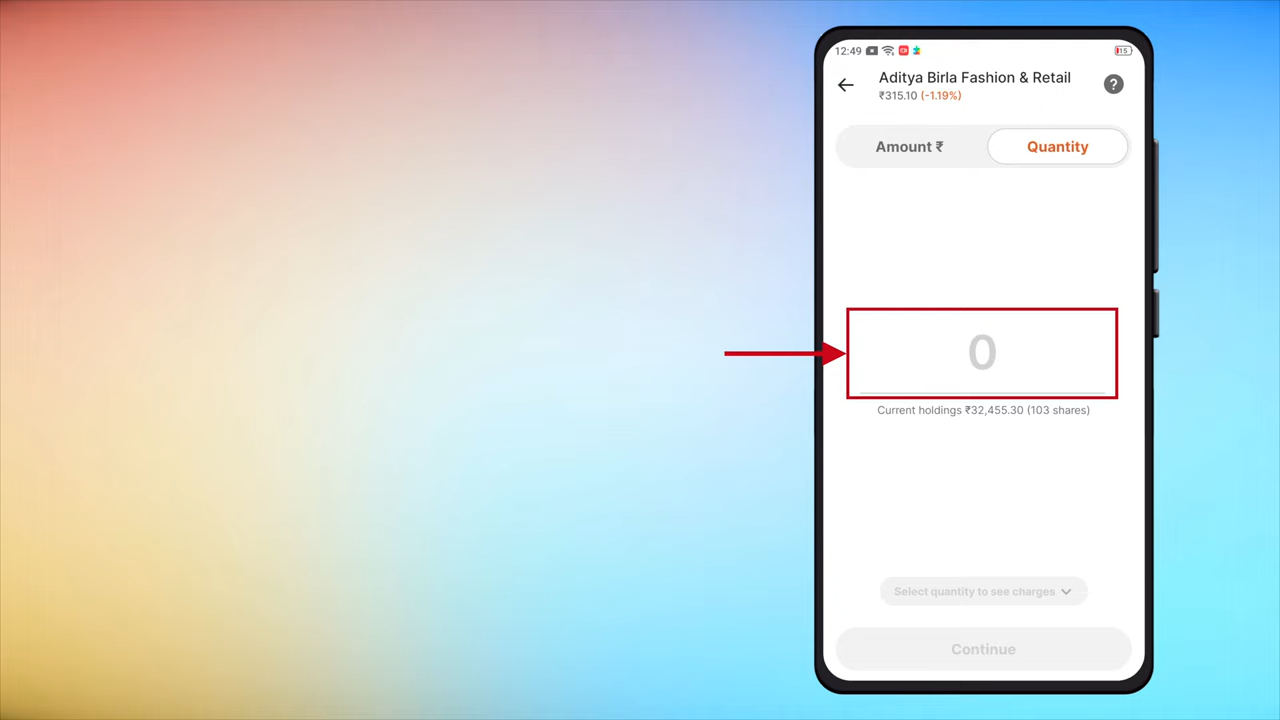 12:49
15
Aditya Birla Fashion & Retail
₹315.10 (-1.19%)
?
Amount ₹
Quantity
0
Current holdings ₹32,455.30 (103 shares)
Select quantity to see charges
Continue